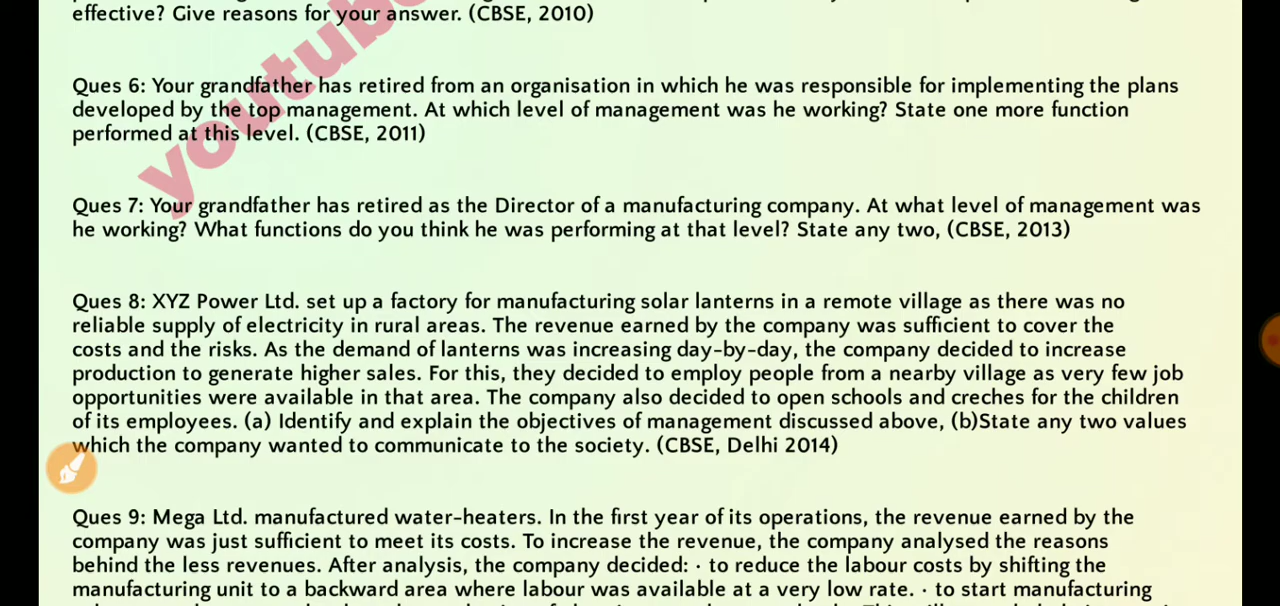 effective? Give reasons for your answer. (CBSE, 2010)
Ques 6: Your grandfather has retired from an organisation in which he was responsible for implementing the plans
developed by the top management. At which level of management was he working? State one more function
performed at this level. (CBSE, 2011)
Ques 7: Your grandfather has retired as the Director of a manufacturing company. At what level of management was
he working? What functions do you think he was performing at that level? State any two, (CBSE, 2013)
Ques 8: XYZ Power Ltd. set up a factory for manufacturing solar lanterns in a remote village as there was no
reliable supply of electricity in rural areas. The revenue earned by the company was sufficient to cover the
costs and the risks. As the demand of lanterns was increasing day-by-day, the company decided to increase
production to generate higher sales. For this, they decided to employ people from a nearby village as very few job
opportunities were available in that area. The company also decided to open schools and creches for the children
of its employees. (a) Identify and explain the objectives of management discussed above, (b)State any two values
which the company wanted to communicate to the society. (CBSE, Delhi 2014)
Ques 9: Mega Ltd. manufactured water-heaters. In the first year of its operations, the revenue earned by the
company was just sufficient to meet its costs. To increase the revenue, the company analysed the reasons
behind the less revenues. After analysis, the company decided: · to reduce the labour costs by shifting the
manufacturing unit to a backward area where labour was available at a very low rate. · to start manufacturing